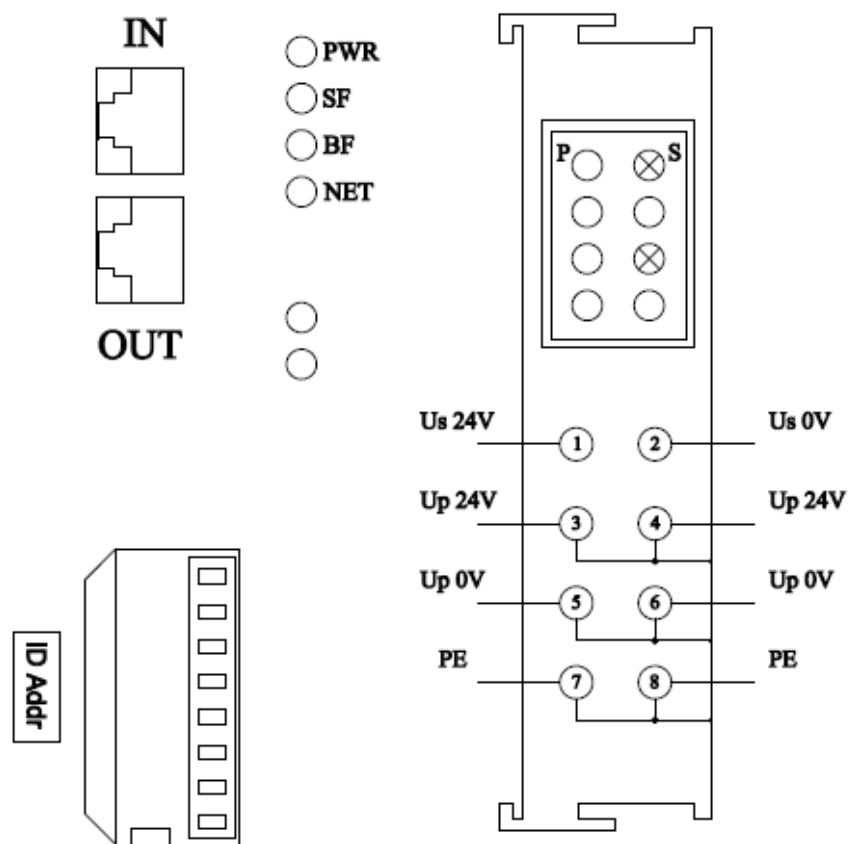 IN
PWR
SF
BF
NET
OUT
P S
Us 24V 1 2 Us 0V
Up 24V 3 4 Up 24V
Up 0V 5 6 Up 0V
PE 7 8 PE
ID Addr